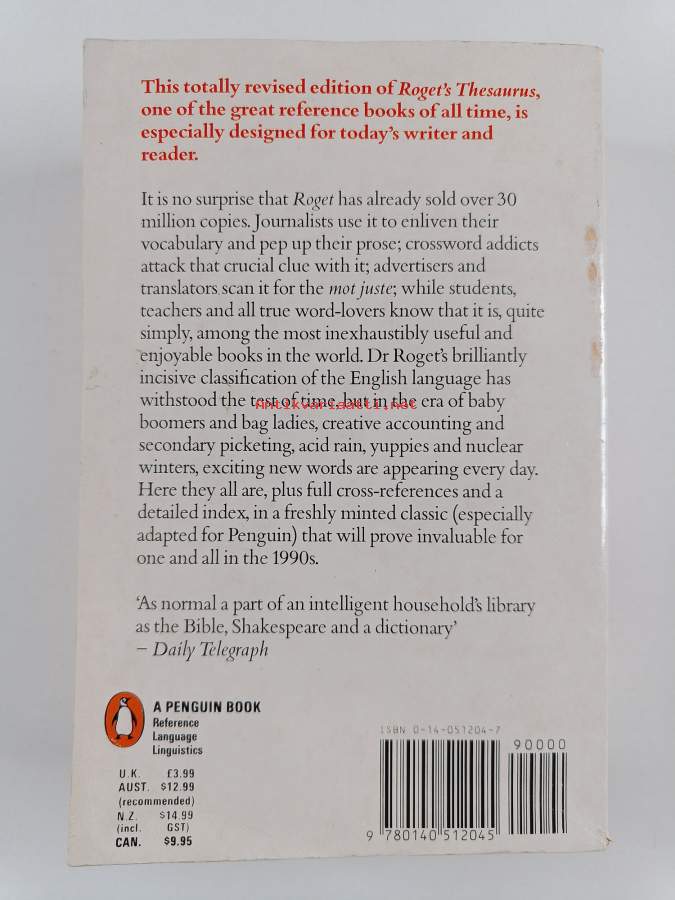 This totally revised edition of Roget's Thesaurus,
one of the great reference books of all time, is
especially designed for today's writer and
reader.
It is no surprise that Roget has already sold over 30
million copies. Journalists use it to enliven their
vocabulary and pep up their prose; crossword addicts
attack that crucial clue with it; advertisers and
translators scan it for the mot juste; while students,
teachers and all true word-lovers know that it is, quite
simply, among the most inexhaustibly useful and
enjoyable books in the world. Dr Roget's brilliantly
incisive classification of the English language has
withstood the test of time, but in the era of baby
Antikvariaatti.net
boomers and bag ladies, creative accounting and
secondary picketing, acid rain, yuppies and nuclear
winters, exciting new words are appearing every day.
Here they all are, plus full cross-references and a
detailed index, in a freshly minted classic (especially
adapted for Penguin) that will prove invaluable for
one and all in the 1990s.
'As normal a part of an intelligent household's library
as the Bible, Shakespeare and a dictionary'
– Daily Telegraph
A PENGUIN BOOK
Reference
Language
Linguistics
U.K. £3.99
AUST. $12.99
(recommended)
N.Z. $14.99
(incl. GST)
CAN. $9.95
ISBN 0-14-051204-7
90000
9 780140 512045